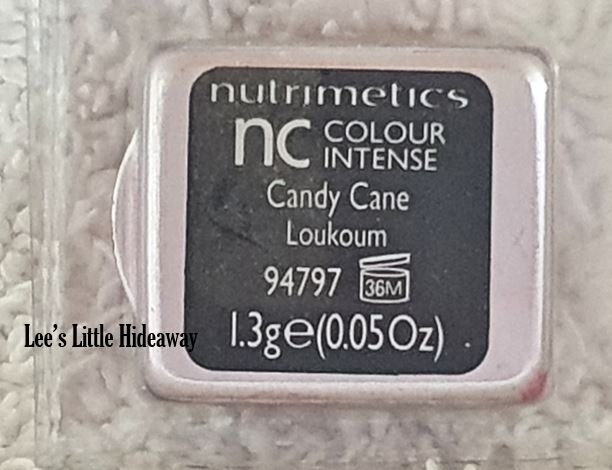 nutrimetics
nc COLOUR
INTENSE
Candy Cane
Loukoum
94797 36M
1.3g℮(0.05Oz)
Lee's Little Hideaway